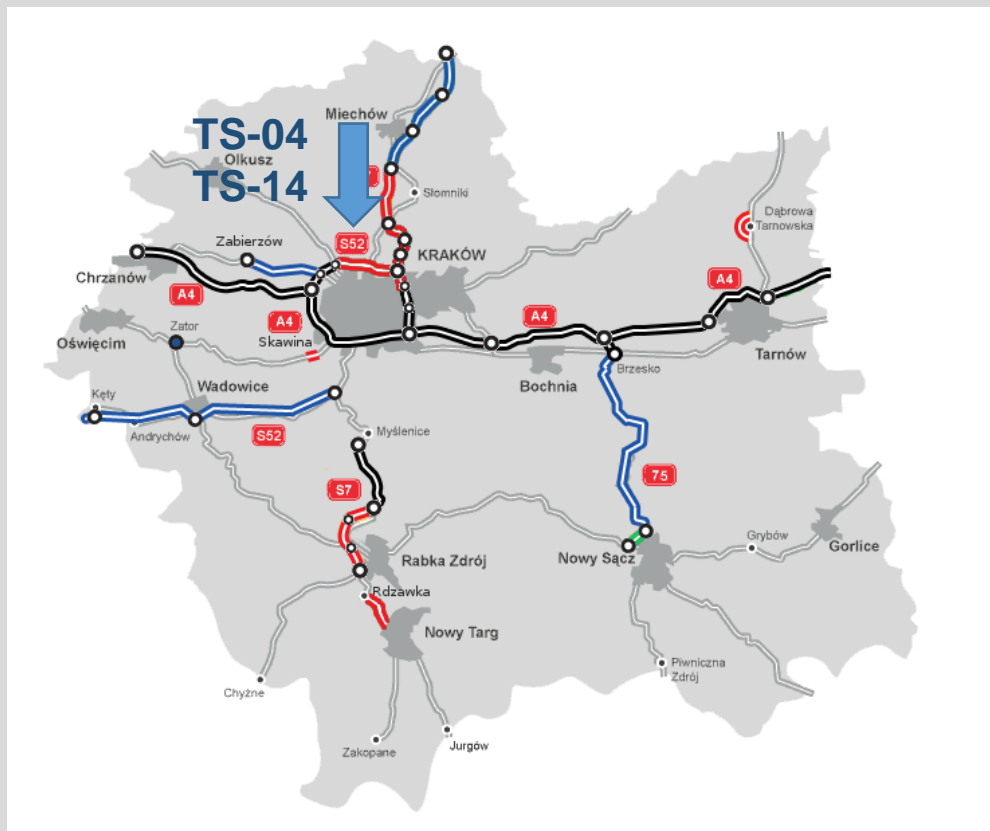 Miechów
TS-04
Olkusz
TS-14
Słomniki
Dąbrowa
Tarnowska
Zabierzów
S52
KRAKÓW
Chrzanów
A4
A4
A4
A4
Skawina
Zator
Oświęcim
Tarnów
Brzesko
Bochnia
Wadowice
Kęty
Andrychów
S52
Myślenice
75
S7
Grybów
Gorlice
Nowy Sącz
Rabka Zdrój
Rdzawka
Nowy Targ
Piwniczna
Zdrój
Chyżne
Zakopane
Jurgów